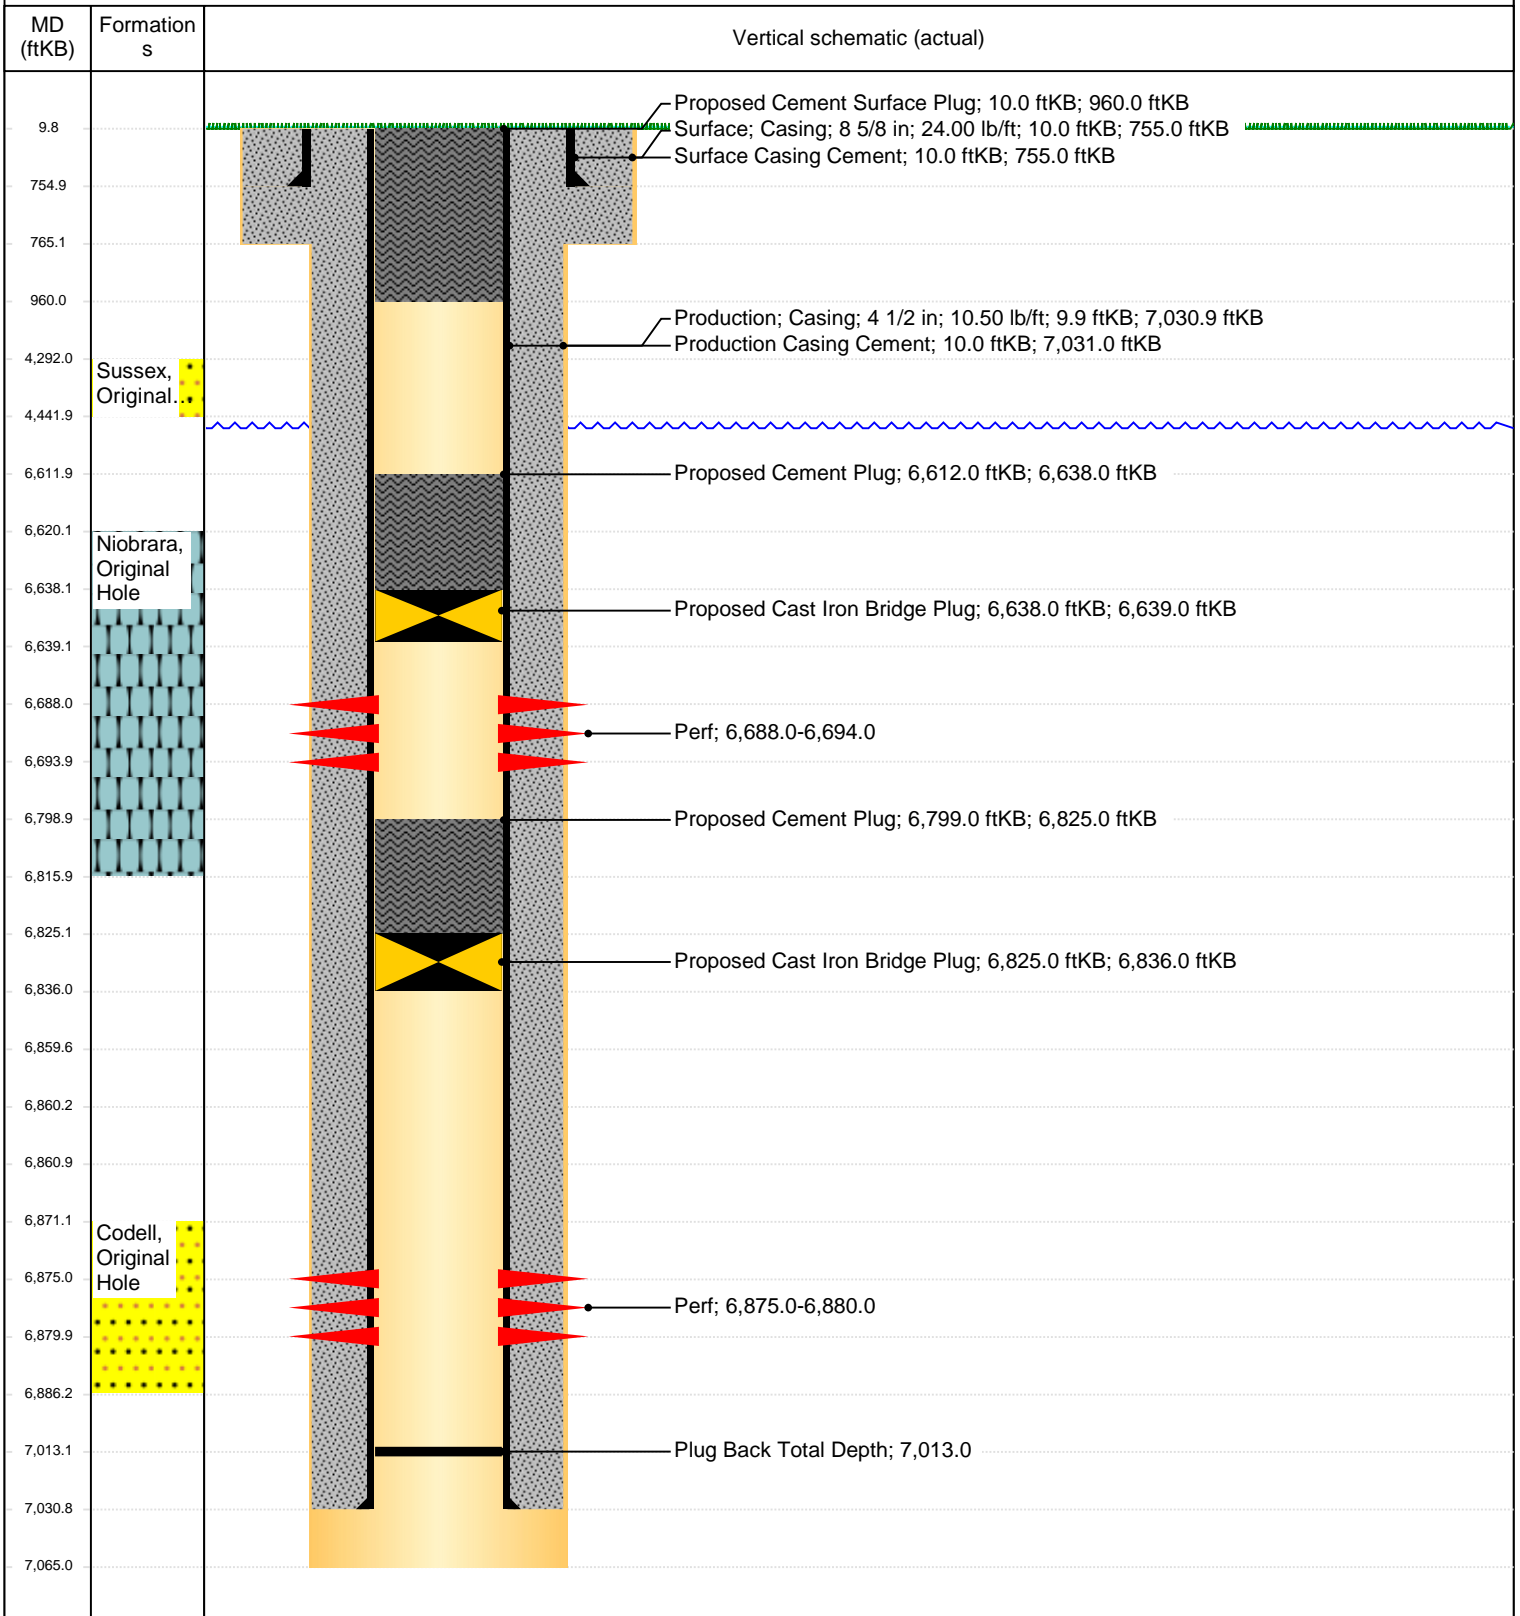 MD
(ftKB)
Formation
s
Vertical schematic (actual)
9.8
754.9
765.1
960.0
4,292.0
4,441.9
6,611.9
6,620.1
6,638.1
6,639.1
6,688.0
6,693.9
6,798.9
6,815.9
6,825.1
6,836.0
6,859.6
6,860.2
6,860.9
6,871.1
6,875.0
6,879.9
6,886.2
7,013.1
7,030.8
7,065.0
Sussex,
Original...
Niobrara,
Original
Hole
Codell,
Original
Hole
Proposed Cement Surface Plug; 10.0 ftKB; 960.0 ftKB
Surface; Casing; 8 5/8 in; 24.00 lb/ft; 10.0 ftKB; 755.0 ftKB
Surface Casing Cement; 10.0 ftKB; 755.0 ftKB
Production; Casing; 4 1/2 in; 10.50 lb/ft; 9.9 ftKB; 7,030.9 ftKB
Production Casing Cement; 10.0 ftKB; 7,031.0 ftKB
Proposed Cement Plug; 6,612.0 ftKB; 6,638.0 ftKB
Proposed Cast Iron Bridge Plug; 6,638.0 ftKB; 6,639.0 ftKB
Perf; 6,688.0-6,694.0
Proposed Cement Plug; 6,799.0 ftKB; 6,825.0 ftKB
Proposed Cast Iron Bridge Plug; 6,825.0 ftKB; 6,836.0 ftKB
Perf; 6,875.0-6,880.0
Plug Back Total Depth; 7,013.0